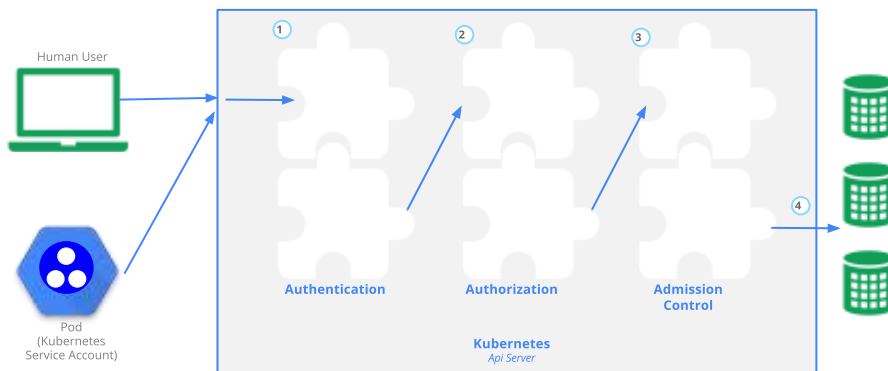 1
2
3
Human User
4
Authentication
Authorization
Admission
Control
Pod
(Kubernetes
Service Account)
Kubernetes
Api Server